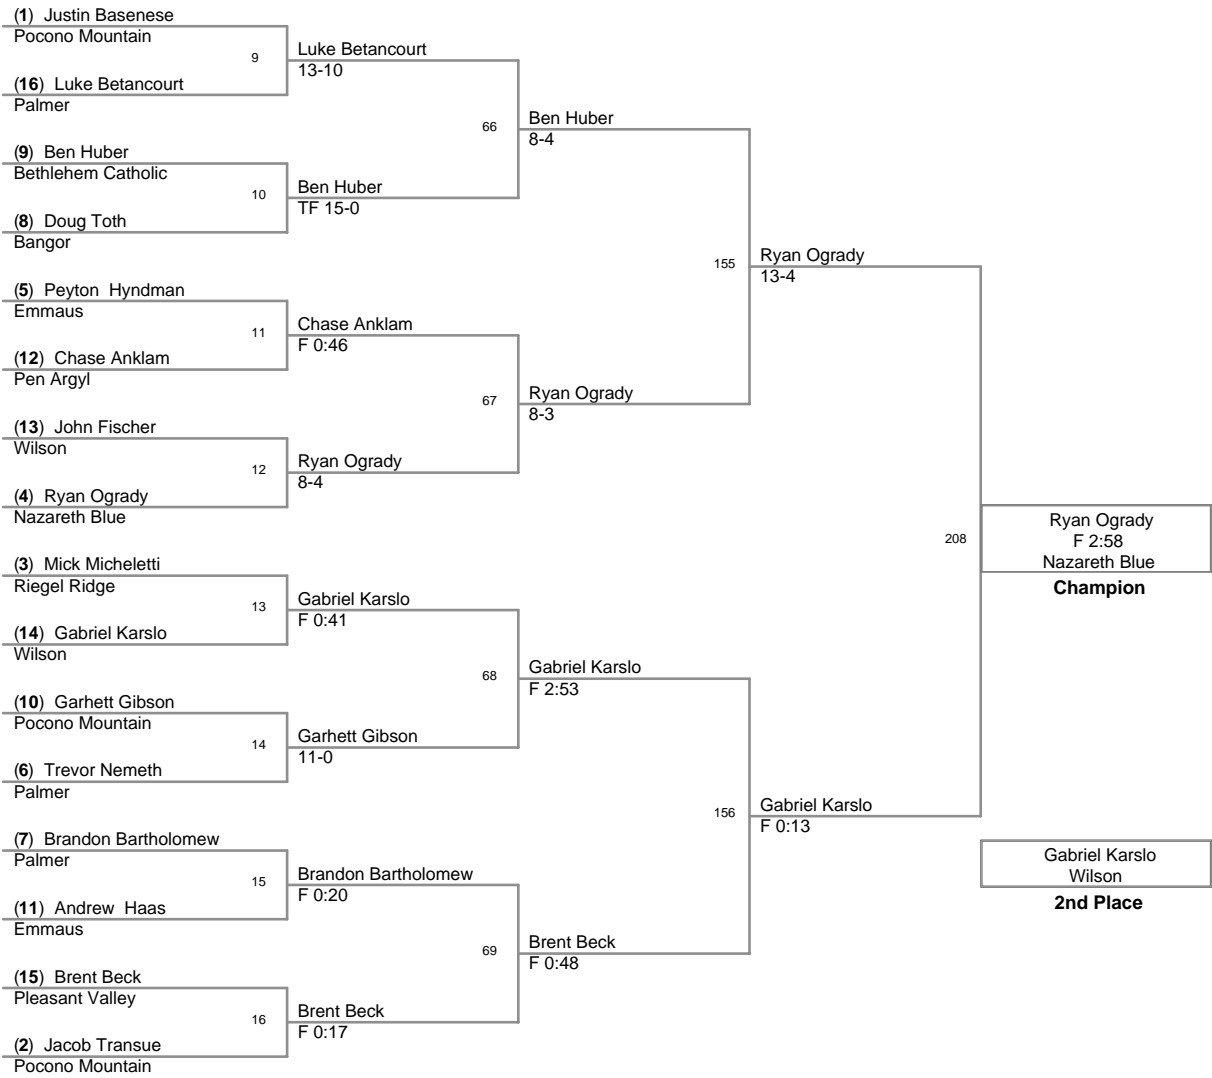 (1) Justin Basenese
Pocono Mountain
9
Luke Betancourt
13-10
(16) Luke Betancourt
Palmer
66
Ben Huber
8-4
(9) Ben Huber
Bethlehem Catholic
10
Ben Huber
TF 15-0
(8) Doug Toth
Bangor
155
Ryan Ogrady
13-4
(5) Peyton Hyndman
Emmaus
11
Chase Anklam
F 0:46
(12) Chase Anklam
Pen Argyl
67
Ryan Ogrady
8-3
(13) John Fischer
Wilson
12
Ryan Ogrady
8-4
(4) Ryan Ogrady
Nazareth Blue
208
Ryan Ogrady
F 2:58
Nazareth Blue
Champion
(3) Mick Micheletti
Riegel Ridge
13
Gabriel Karslo
F 0:41
(14) Gabriel Karslo
Wilson
68
Gabriel Karslo
F 2:53
(10) Garhett Gibson
Pocono Mountain
14
Garhett Gibson
11-0
(6) Trevor Nemeth
Palmer
156
Gabriel Karslo
F 0:13
(7) Brandon Bartholomew
Palmer
15
Brandon Bartholomew
F 0:20
(11) Andrew Haas
Emmaus
Gabriel Karslo
Wilson
2nd Place
69
Brent Beck
F 0:48
(15) Brent Beck
Pleasant Valley
16
Brent Beck
F 0:17
(2) Jacob Transue
Pocono Mountain